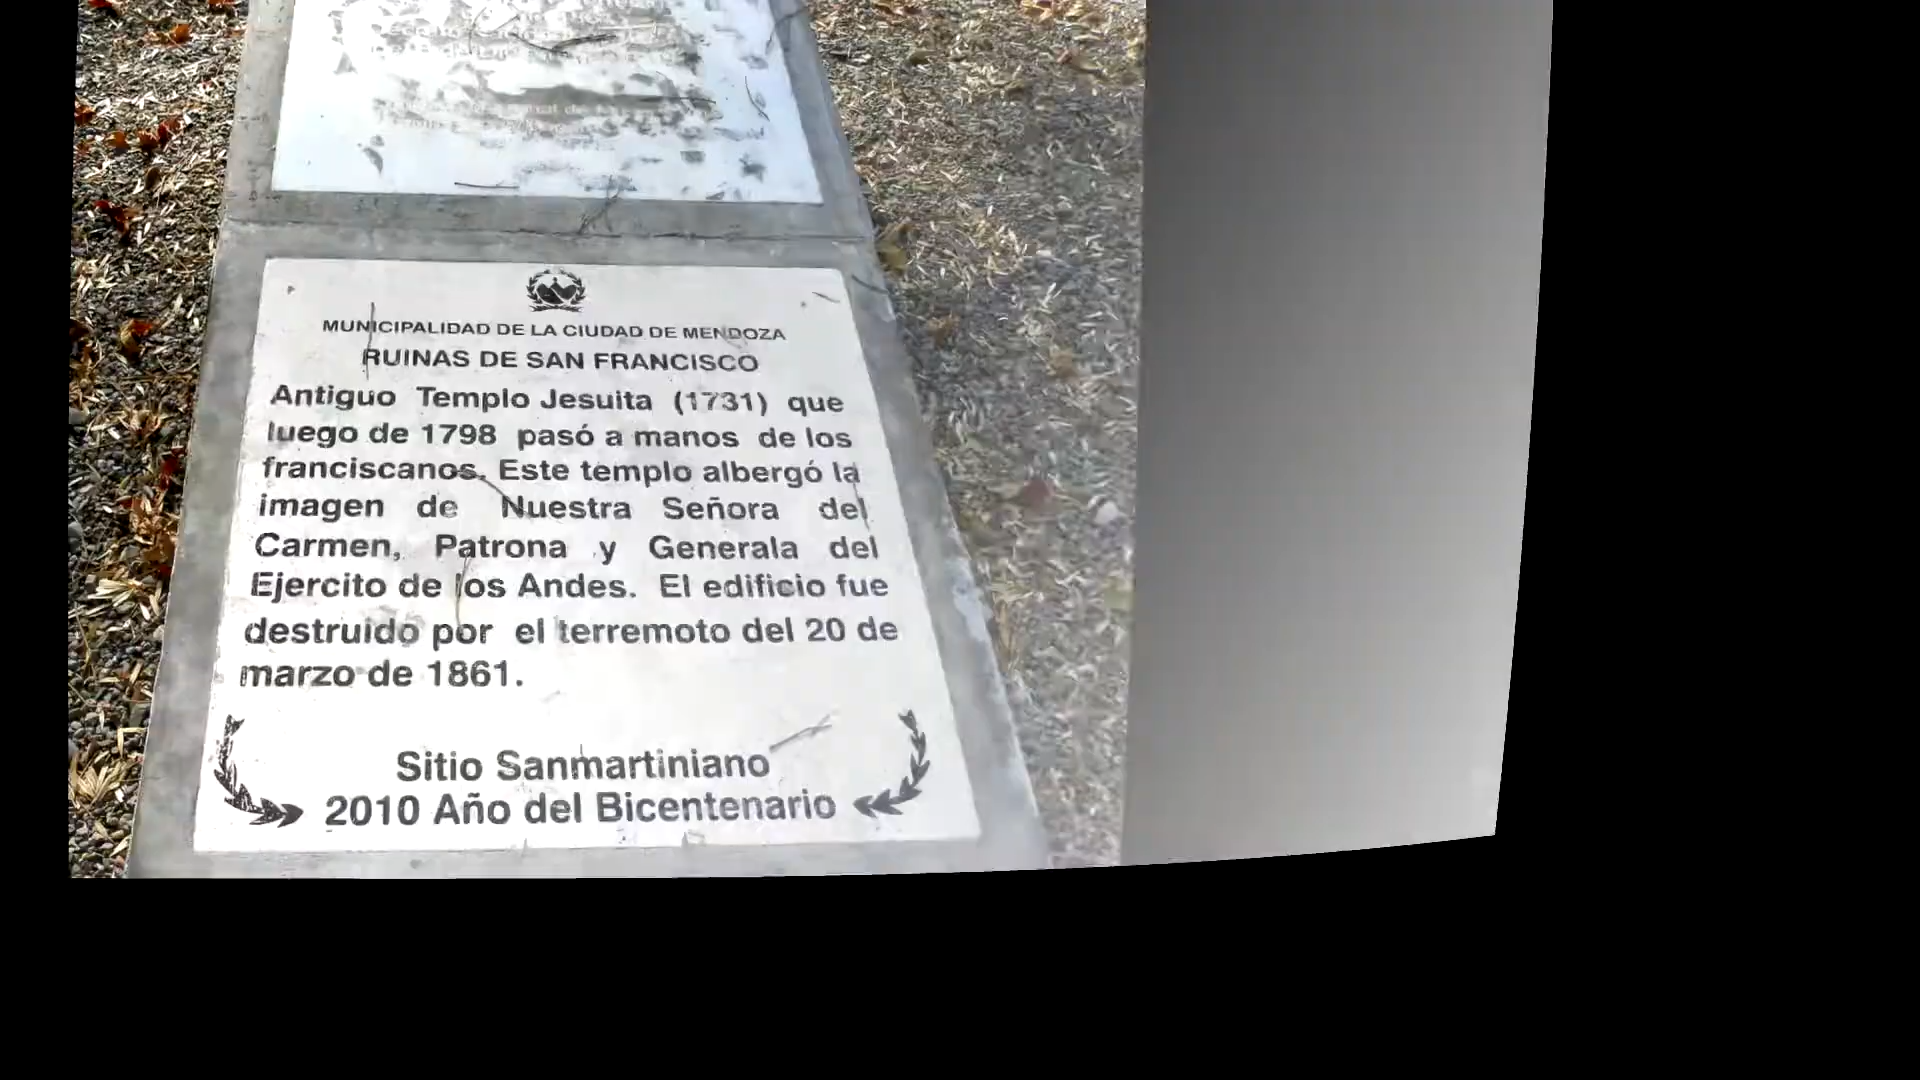 MUNICIPALIDAD DE LA CIUDAD DE MENDOZA
RUINAS DE SAN FRANCISCO
Antiguo Templo Jesuita (1731) que
luego de 1798 pasó a manos de los
franciscanos. Este templo albergó la
imagen de Nuestra Señora del
Carmen, Patrona y Generala del
Ejercito de los Andes. El edificio fue
destruido por el terremoto del 20 de
marzo de 1861.
Sitio Sanmartiniano
2010 Año del Bicentenario